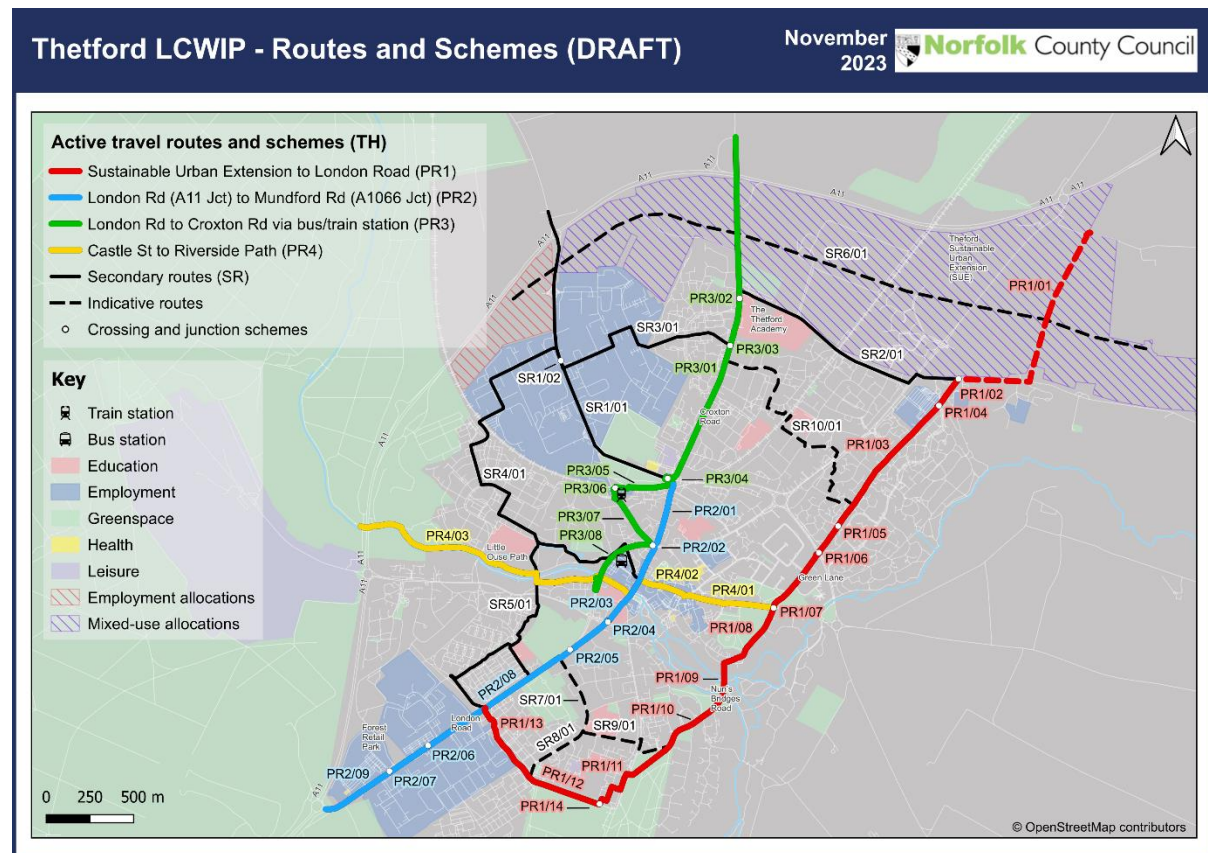 Thetford LCWIP - Routes and Schemes (DRAFT)
November
2023
Norfolk County Council
Active travel routes and schemes (TH)
Sustainable Urban Extension to London Road (PR1)
London Rd (A11 Jct) to Mundford Rd (A1066 Jct) (PR2)
London Rd to Croxton Rd via bus/train station (PR3)
Castle St to Riverside Path (PR4)
Secondary routes (SR)
Indicative routes
Crossing and junction schemes
Key
Train station
Bus station
Education
Employment
Greenspace
Health
Leisure
Employment allocations
Mixed-use allocations
A11
A11
A11
A11
A11
A11
A11
A11
SR6/01
Thetford
Sustainable
Urban
Extension
(SUE)
PR1/01
PR3/02
The
Thetford
Academy
SR3/01
PR3/03
SR2/01
PR3/01
SR1/02
PR1/02
PR1/04
SR1/01
Croxton
Road
SR10/01
PR1/03
PR3/05
PR3/04
SR4/01
PR3/06
PR2/01
PR3/07
PR1/05
PR4/03
PR3/08
PR2/02
Little
Ouse Path
PR1/06
PR4/02
Green Lane
PR4/01
SR5/01
PR2/03
PR1/07
PR2/04
PR1/08
PR2/05
PR2/08
PR1/09
SR7/01
Nun's
Bridges
Road
PR1/10
London
Road
PR1/13
SR9/01
Forest
Retail
Park
SR8/01
PR2/06
PR1/11
PR2/09
PR2/07
PR1/12
PR1/14
0 250 500 m
© OpenStreetMap contributors